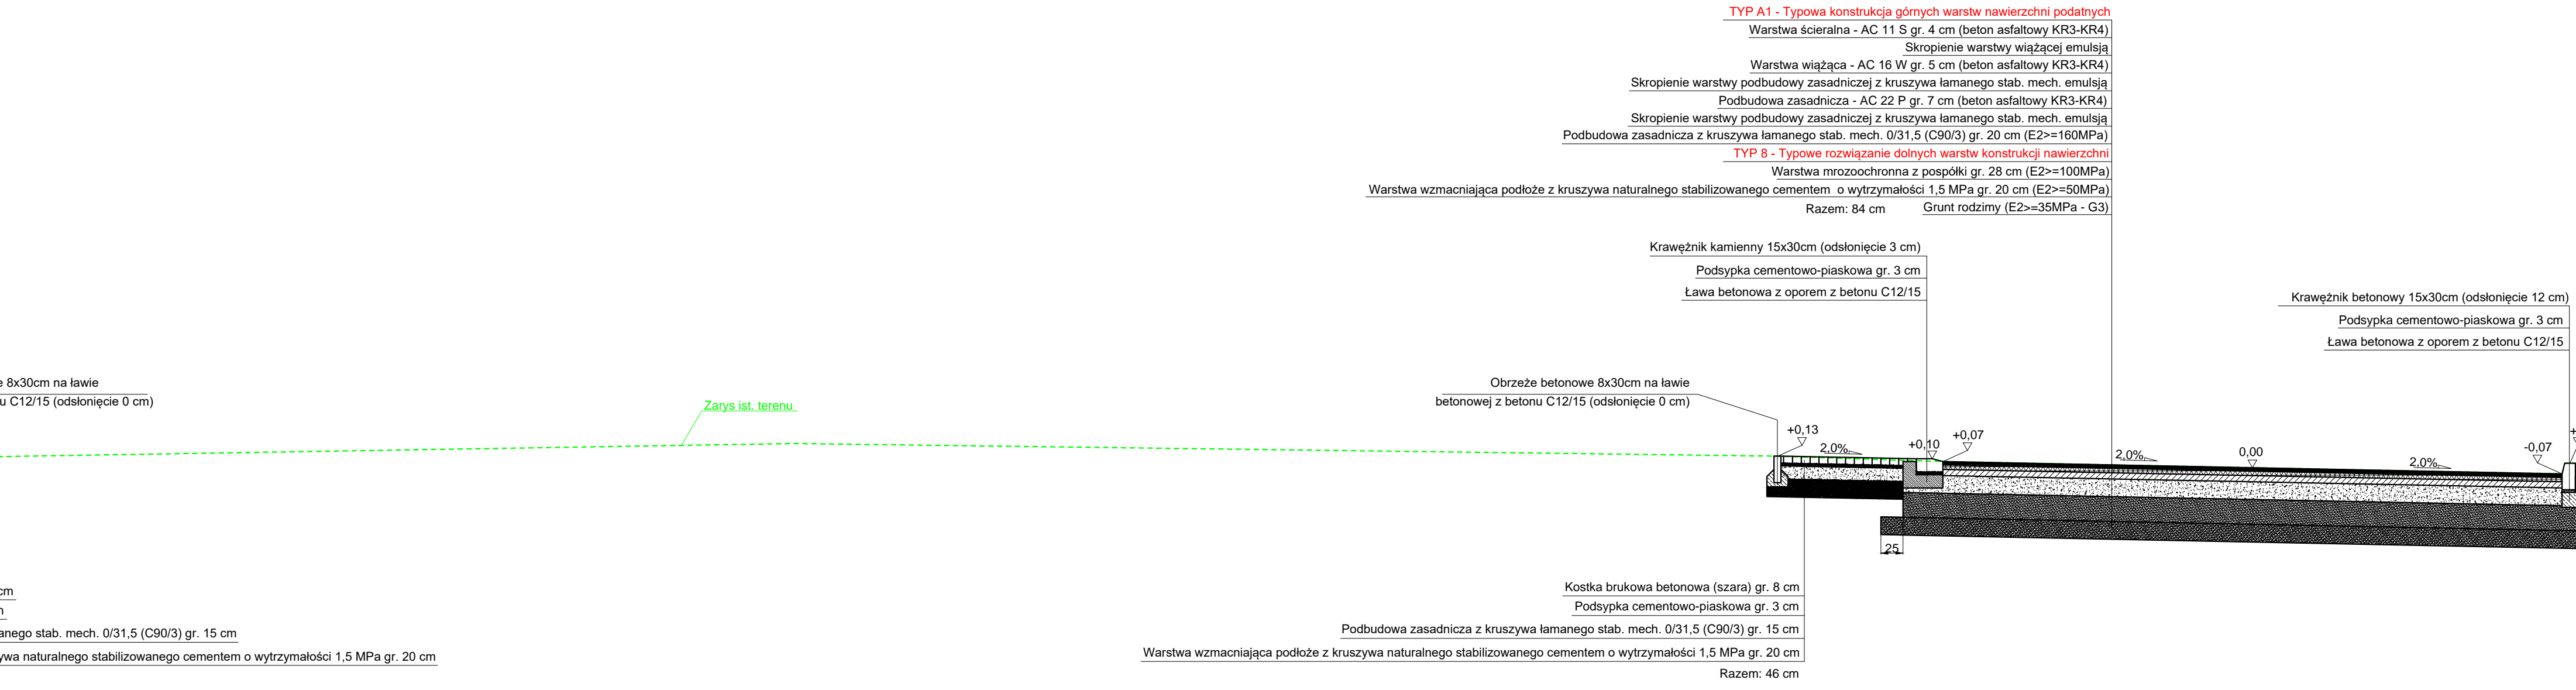 TYP A1 - Typowa konstrukcja górnych warstw nawierzchni podatnych
Warstwa ścieralna - AC 11 S gr. 4 cm (beton asfaltowy KR3-KR4)
Skropienie warstwy wiążącej emulsją
Warstwa wiążąca - AC 16 W gr. 5 cm (beton asfaltowy KR3-KR4)
Skropienie warstwy podbudowy zasadniczej z kruszywa łamanego stab. mech. emulsją
Podbudowa zasadnicza - AC 22 P gr. 7 cm (beton asfaltowy KR3-KR4)
Skropienie warstwy podbudowy zasadniczej z kruszywa łamanego stab. mech. emulsją
Podbudowa zasadnicza z kruszywa łamanego stab. mech. 0/31,5 (C90/3) gr. 20 cm (E2>=160MPa)
TYP 8 - Typowe rozwiązanie dolnych warstw konstrukcji nawierzchni
Warstwa mrozoochronna z pospółki gr. 28 cm (E2>=100MPa)
Warstwa wzmacniająca podłoże z kruszywa naturalnego stabilizowanego cementem o wytrzymałości 1,5 MPa gr. 20 cm (E2>=50MPa)
Razem: 84 cm
Grunt rodzimy (E2>=35MPa - G3)
Krawężnik kamienny 15x30cm (odsłonięcie 3 cm)
Podsypka cementowo-piaskowa gr. 3 cm
Ława betonowa z oporem z betonu C12/15
Krawężnik betonowy 15x30cm (odsłonięcie 12 cm)
Podsypka cementowo-piaskowa gr. 3 cm
Ława betonowa z oporem z betonu C12/15
e 8x30cm na ławie
u C12/15 (odsłonięcie 0 cm)
Zarys ist. terenu
Obrzeże betonowe 8x30cm na ławie
betonowej z betonu C12/15 (odsłonięcie 0 cm)
+0,13
2,0%
+0,10
+0,07
2,0%
0,00
2,0%
-0,07
+
25
cm
m
anego stab. mech. 0/31,5 (C90/3) gr. 15 cm
ywa naturalnego stabilizowanego cementem o wytrzymałości 1,5 MPa gr. 20 cm
Kostka brukowa betonowa (szara) gr. 8 cm
Podsypka cementowo-piaskowa gr. 3 cm
Podbudowa zasadnicza z kruszywa łamanego stab. mech. 0/31,5 (C90/3) gr. 15 cm
Warstwa wzmacniająca podłoże z kruszywa naturalnego stabilizowanego cementem o wytrzymałości 1,5 MPa gr. 20 cm
Razem: 46 cm